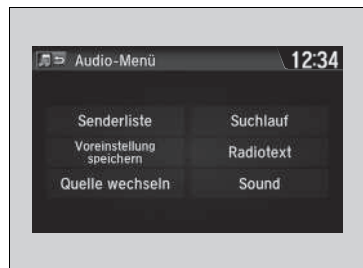 Audio-Menü 12:34
Senderliste
Suchlauf
Voreinstellung
speichern
Radiotext
Quelle wechseln
Sound